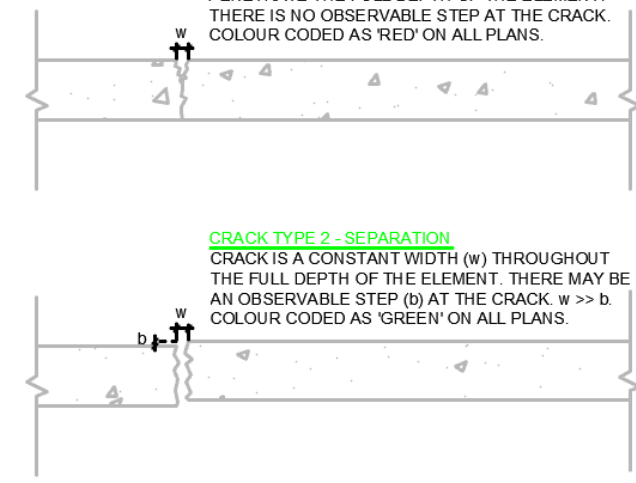 THERE IS NO OBSERVABLE STEP AT THE CRACK.
COLOUR CODED AS 'RED' ON ALL PLANS.
w
CRACK TYPE 2 - SEPARATION
CRACK IS A CONSTANT WIDTH (w) THROUGHOUT
THE FULL DEPTH OF THE ELEMENT. THERE MAY BE
AN OBSERVABLE STEP (b) AT THE CRACK. w >> b.
COLOUR CODED AS 'GREEN' ON ALL PLANS.
w
b